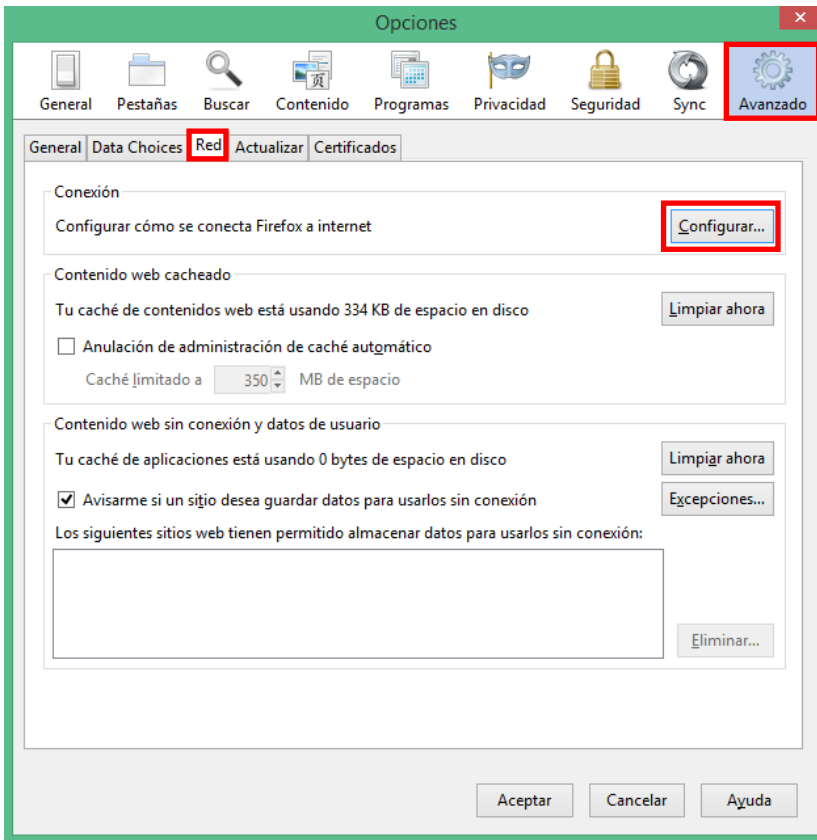 Opciones
×
页
General Pestañas Buscar Contenido Programas Privacidad Seguridad Sync Avanzado
General Data Choices Red Actualizar Certificados
Conexión
Configurar cómo se conecta Firefox a internet Configurar...
Contenido web cacheado
Tu caché de contenidos web está usando 334 KB de espacio en disco Limpiar ahora
Anulación de administración de caché automático
Caché limitado a 350 MB de espacio
Contenido web sin conexión y datos de usuario
Tu caché de aplicaciones está usando 0 bytes de espacio en disco Limpiar ahora
Avisarme si un sitio desea guardar datos para usarlos sin conexión Excepciones...
Los siguientes sitios web tienen permitido almacenar datos para usarlos sin conexión:
Eliminar...
Aceptar Cancelar Ayuda